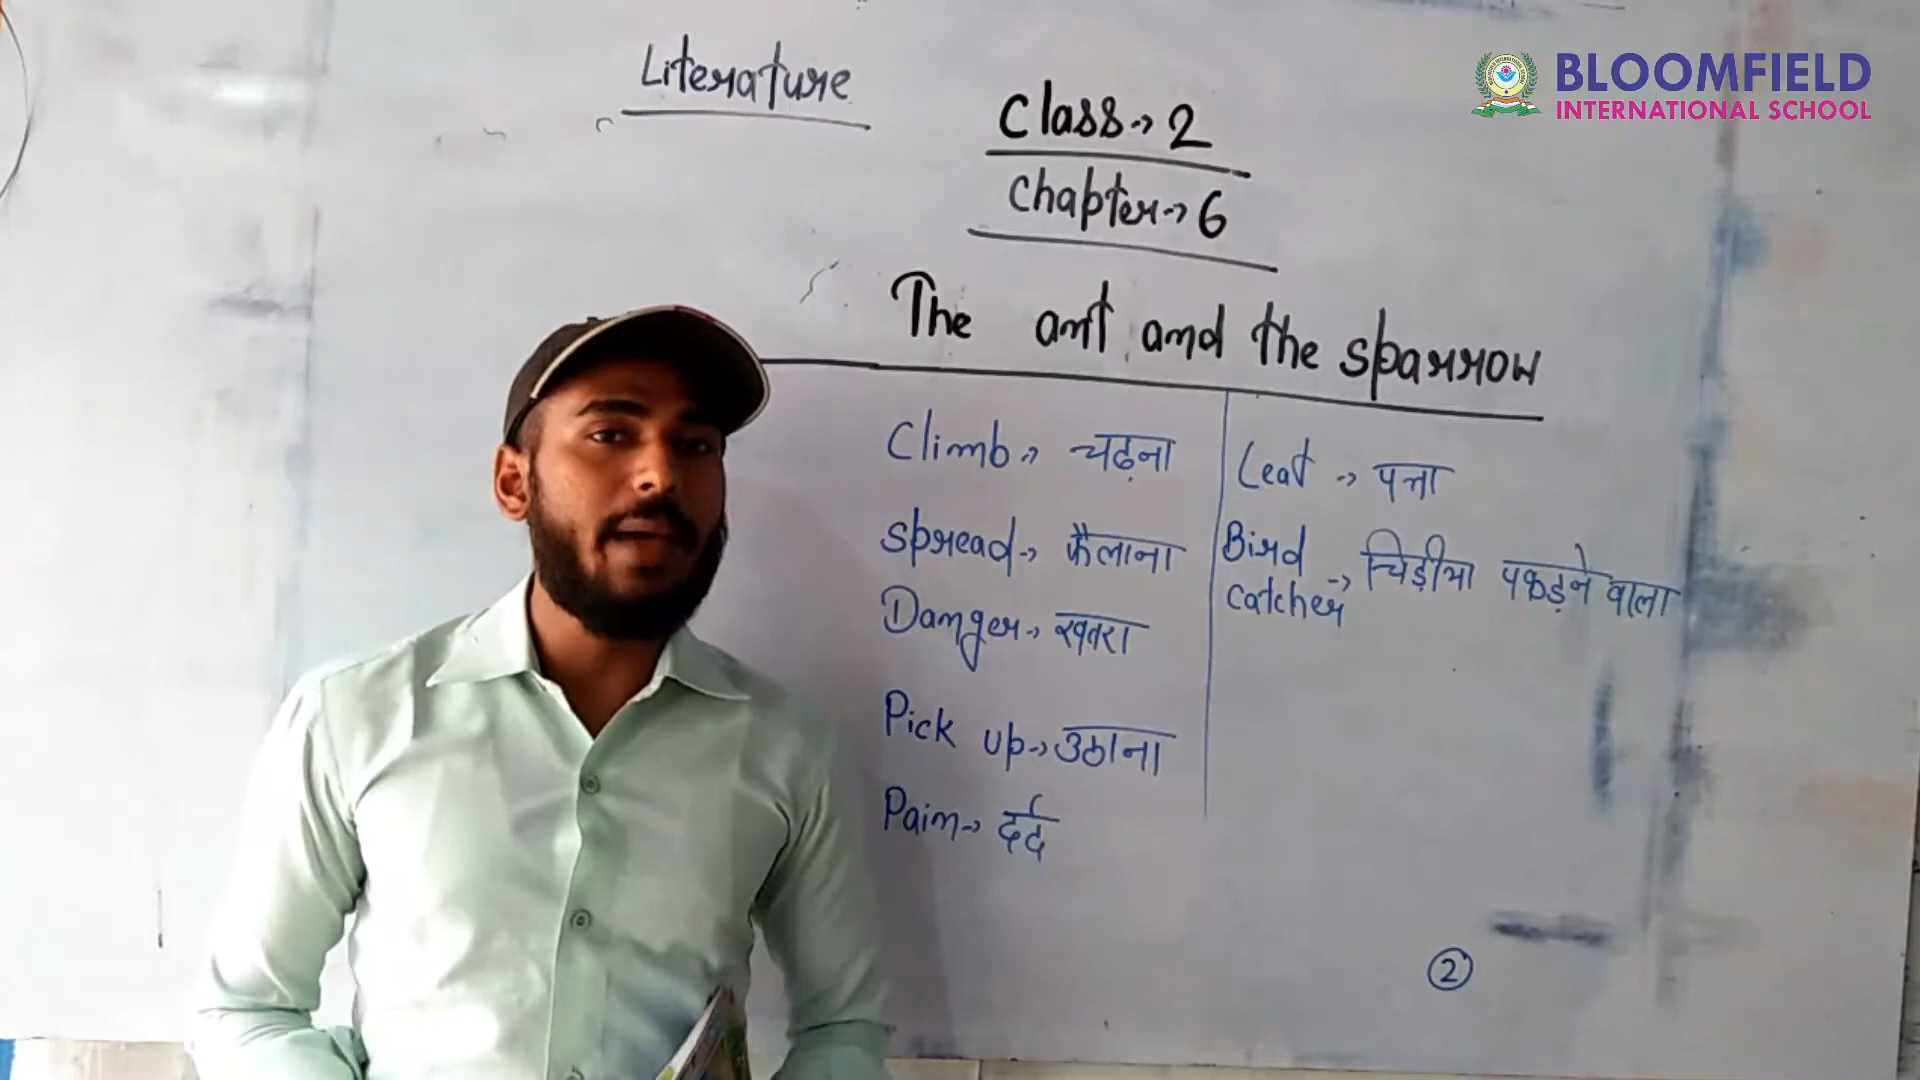 Literature
BLOOMFIELD
INTERNATIONAL SCHOOL
Class → 2
Chapter → 6
The ant and the sparrow
Climb → चढ़ना
Spread → फैलाना
Danger → खतरा
Pick up → उठाना
Pain → दर्द
Leaf → पत्ता
Bird catcher → चिड़ीया पकड़ने वाला
2